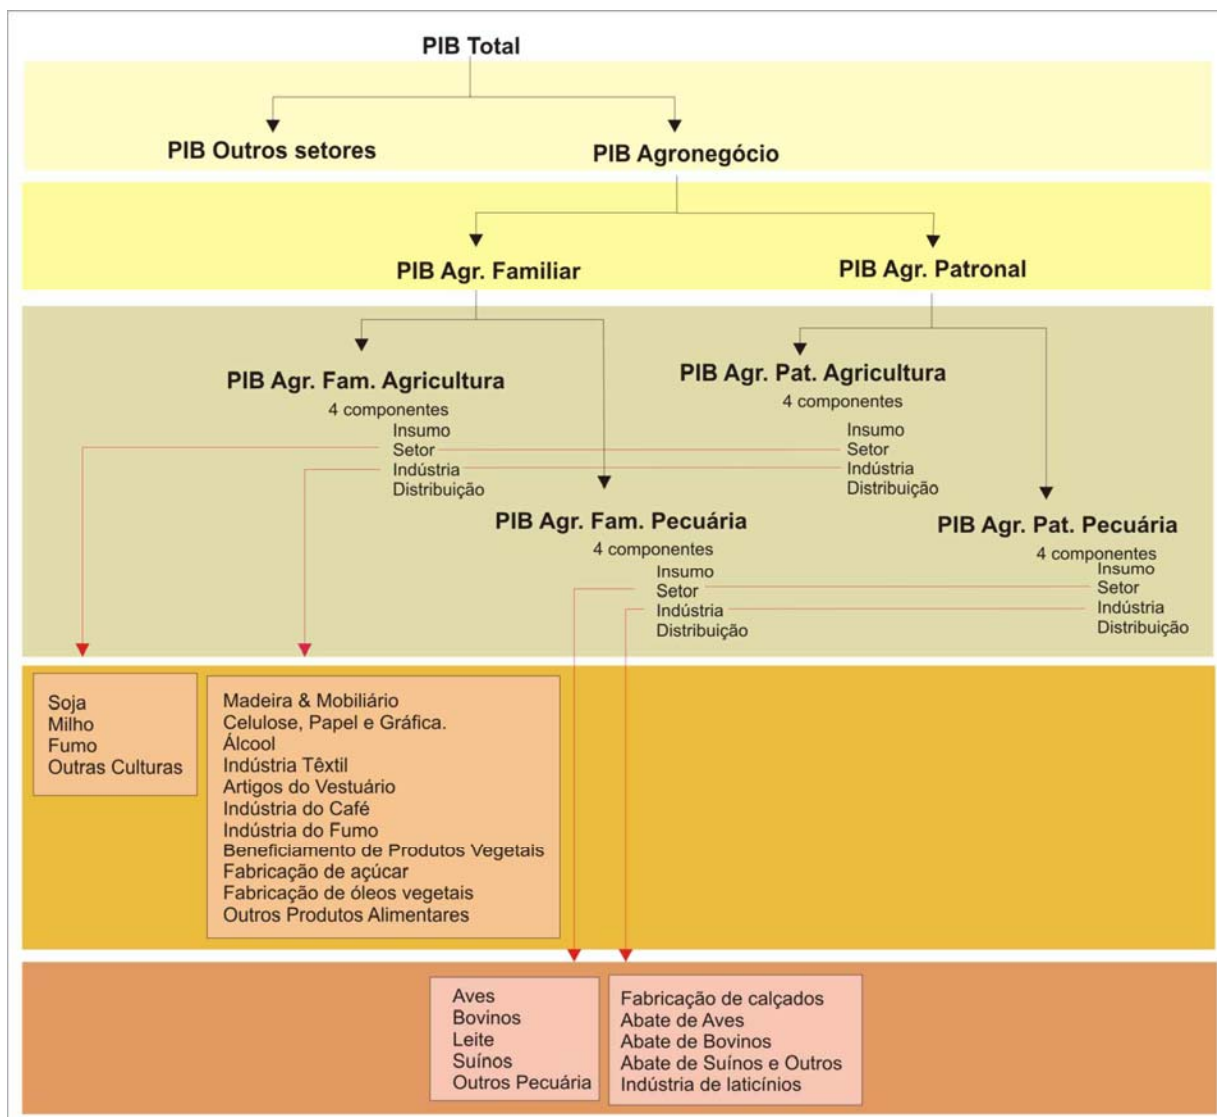 PIB Total
PIB Outros setores
PIB Agronegócio
PIB Agr. Familiar
PIB Agr. Patronal
PIB Agr. Fam. Agricultura
4 componentes
Insumo
Setor
Indústria
Distribuição
PIB Agr. Pat. Agricultura
4 componentes
Insumo
Setor
Indústria
Distribuição
PIB Agr. Fam. Pecuária
4 componentes
Insumo
Setor
Indústria
Distribuição
PIB Agr. Pat. Pecuária
4 componentes
Insumo
Setor
Indústria
Distribuição
Soja
Milho
Fumo
Outras Culturas
Madeira & Mobiliário
Celulose, Papel e Gráfica.
Álcool
Indústria Têxtil
Artigos do Vestuário
Indústria do Café
Indústria do Fumo
Beneficiamento de Produtos Vegetais
Fabricação de açúcar
Fabricação de óleos vegetais
Outros Produtos Alimentares
Aves
Bovinos
Leite
Suínos
Outros Pecuária
Fabricação de calçados
Abate de Aves
Abate de Bovinos
Abate de Suínos e Outros
Indústria de laticínios